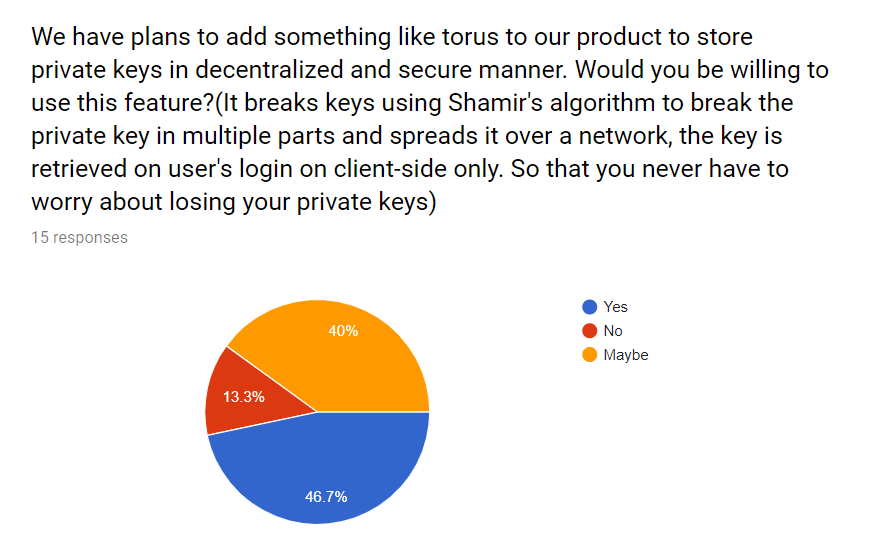 We have plans to add something like torus to our product to store
private keys in decentralized and secure manner. Would you be willing to
use this feature?(It breaks keys using Shamir's algorithm to break the
private key in multiple parts and spreads it over a network, the key is
retrieved on user's login on client-side only. So that you never have to
worry about losing your private keys)
15 responses
40%
13.3%
46.7%
Yes
No
Maybe